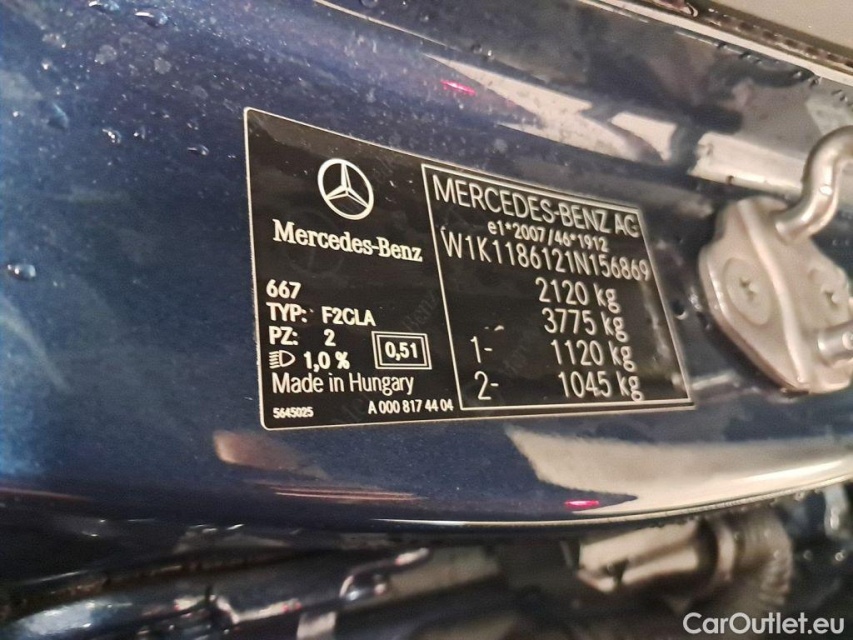 Mercedes-Benz
667
TYP: F2CLA
PZ: 2
1,0 %
0,51
Made in Hungary
5645025
A 000 817 44 04
MERCEDES-BENZ AG
e1*2007/46*1912
W1K1186121N156869
2120 kg
3775 kg
1- 1120 kg
2- 1045 kg
CarOutlet.eu